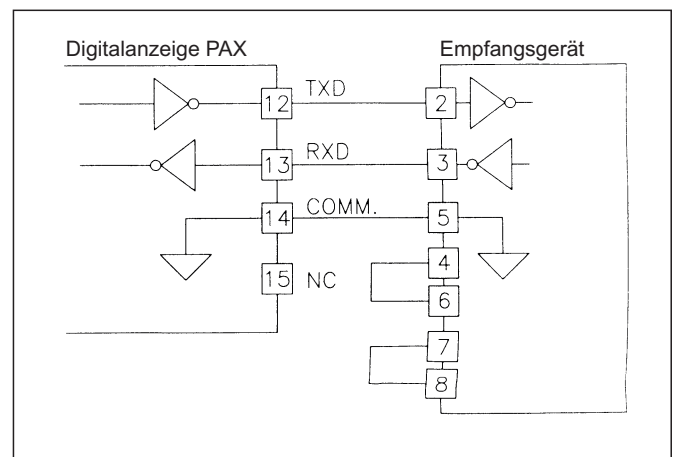 Digitalanzeige PAX Empfangsgerät
12 TXD 2
13 RXD 3
14 COMM. 5
4
15 NC
6
7
8